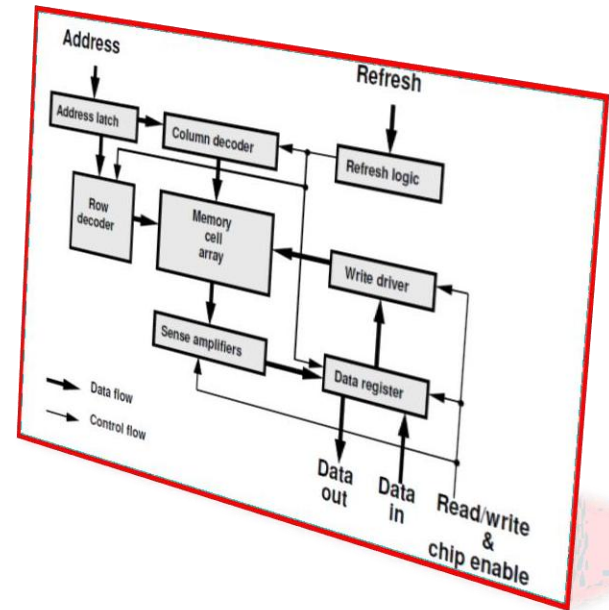 Address
Refresh
Address latch
Column decoder
Refresh logic
Row
decoder
Memory
cell
array
Write driver
Sense amplifiers
Data register
Data flow
Control flow
Data
out
Data
in
Read/write
&
chip enable